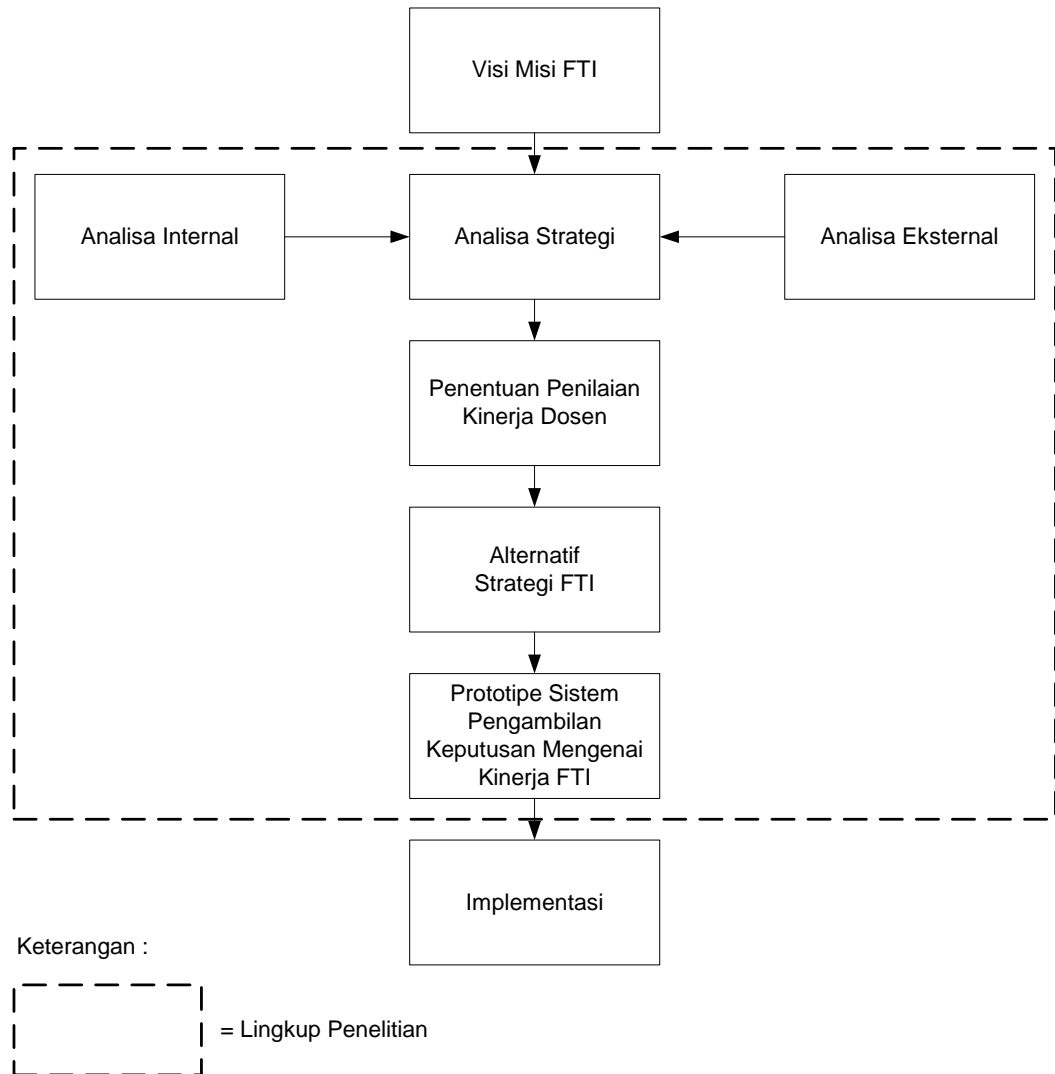 Visi Misi FTI
Analisa Internal
Analisa Strategi
Analisa Eksternal
Penentuan Penilaian
Kinerja Dosen
Alternatif
Strategi FTI
Prototipe Sistem
Pengambilan
Keputusan Mengenai
Kinerja FTI
Implementasi
Keterangan :
= Lingkup Penelitian